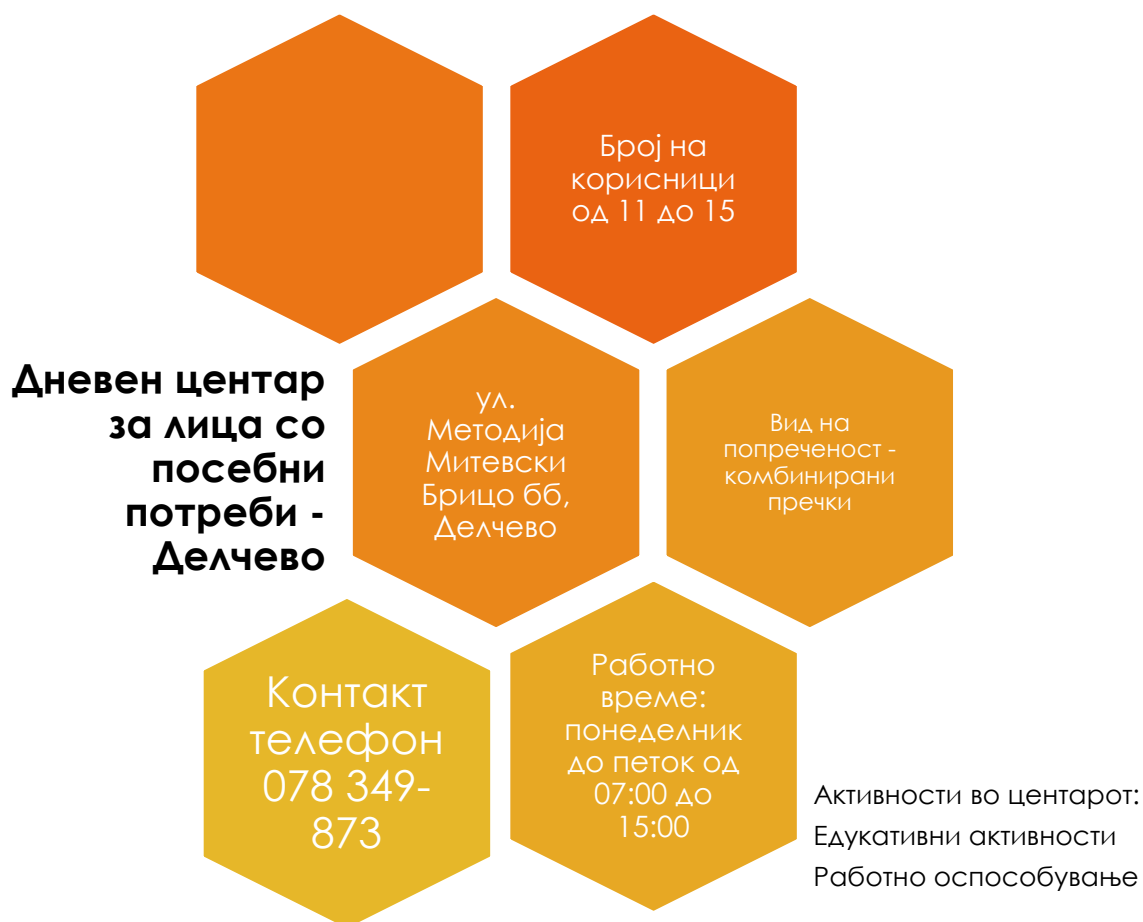 Број на
корисници
од 11 до 15
Дневен центар
за лица со
посебни
потреби -
Делчево
ул.
Методија
Митевски
Брицо бб,
Делчево
Вид на
попреченост -
комбинирани
пречки
Контакт
телефон
078 349-
873
Работно
време:
понеделник
до петок од
07:00 до
15:00
Активности во центарот:
Едукативни активности
Работно оспособување